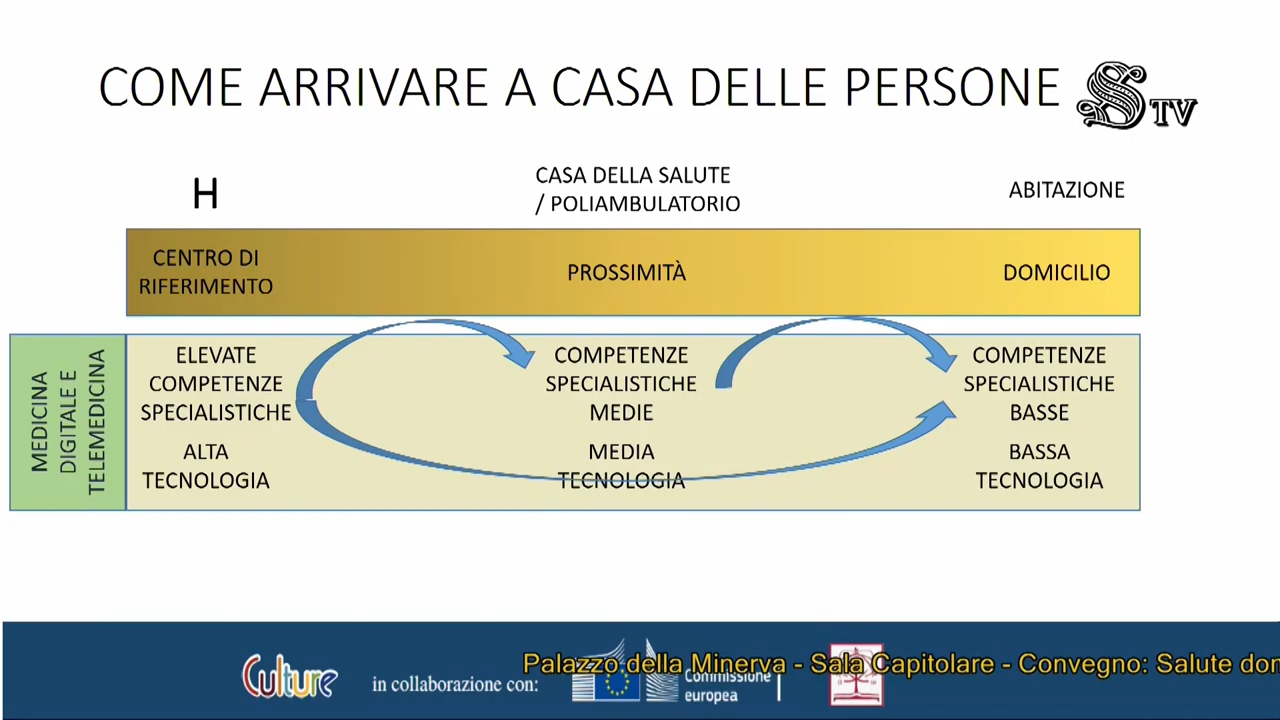 COME ARRIVARE A CASA DELLE PERSONE
S TV
H
CASA DELLA SALUTE
/ POLIAMBULATORIO
ABITAZIONE
CENTRO DI
RIFERIMENTO
PROSSIMITÀ
DOMICILIO
MEDICINA
DIGITALE E
TELEMEDICINA
ELEVATE
COMPETENZE
SPECIALISTICHE
ALTA
TECNOLOGIA
COMPETENZE
SPECIALISTICHE
MEDIE
MEDIA
TECNOLOGIA
COMPETENZE
SPECIALISTICHE
BASSE
BASSA
TECNOLOGIA
Culture
in collaborazione con:
Commissione
europea
Palazzo della Minerva - Sala Capitolare - Convegno: Salute dom